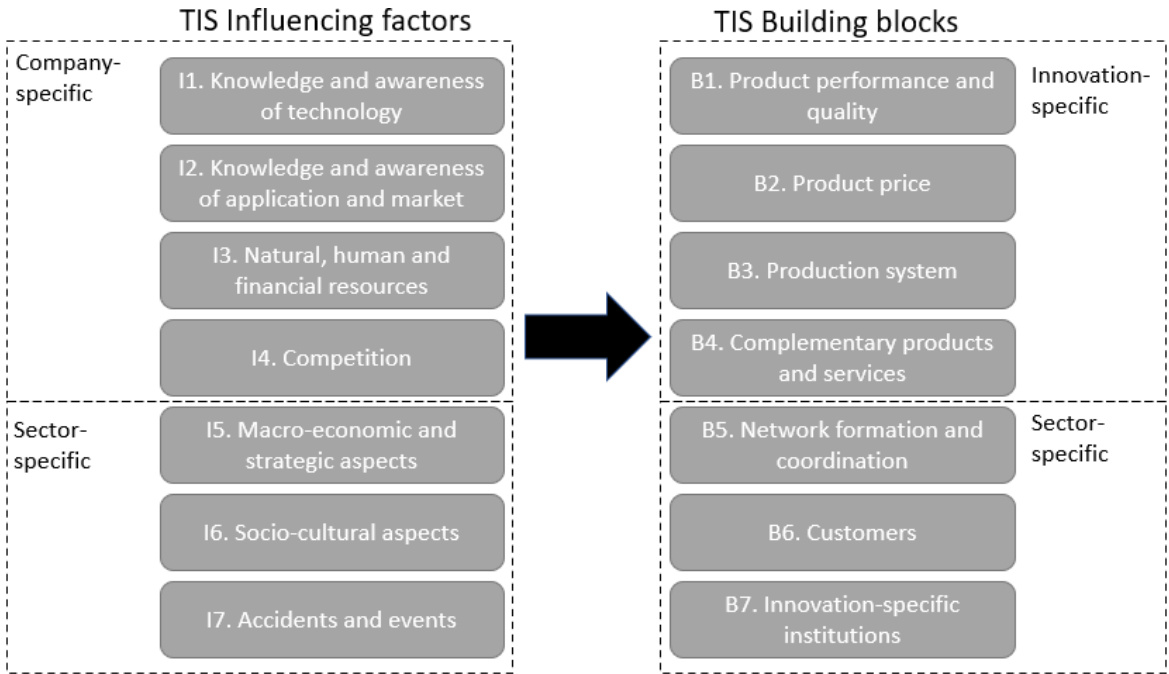 TIS Influencing factors
Company-
specific
I1. Knowledge and awareness
of technology
I2. Knowledge and awareness
of application and market
I3. Natural, human and
financial resources
I4. Competition
Sector-
specific
I5. Macro-economic and
strategic aspects
I6. Socio-cultural aspects
I7. Accidents and events
TIS Building blocks
Innovation-
specific
B1. Product performance and
quality
B2. Product price
B3. Production system
B4. Complementary products
and services
Sector-
specific
B5. Network formation and
coordination
B6. Customers
B7. Innovation-specific
institutions